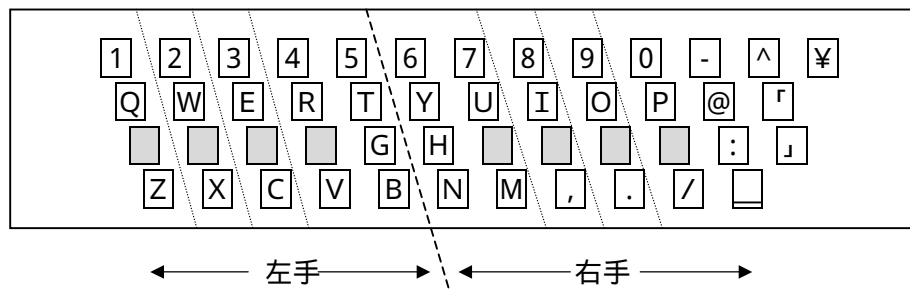 1 2 3 4 5 6 7 8 9 0 - ^ ¥
Q W E R T Y U I O P @ 「
G H : 」
Z X C V B N M , . / _
左手 右手